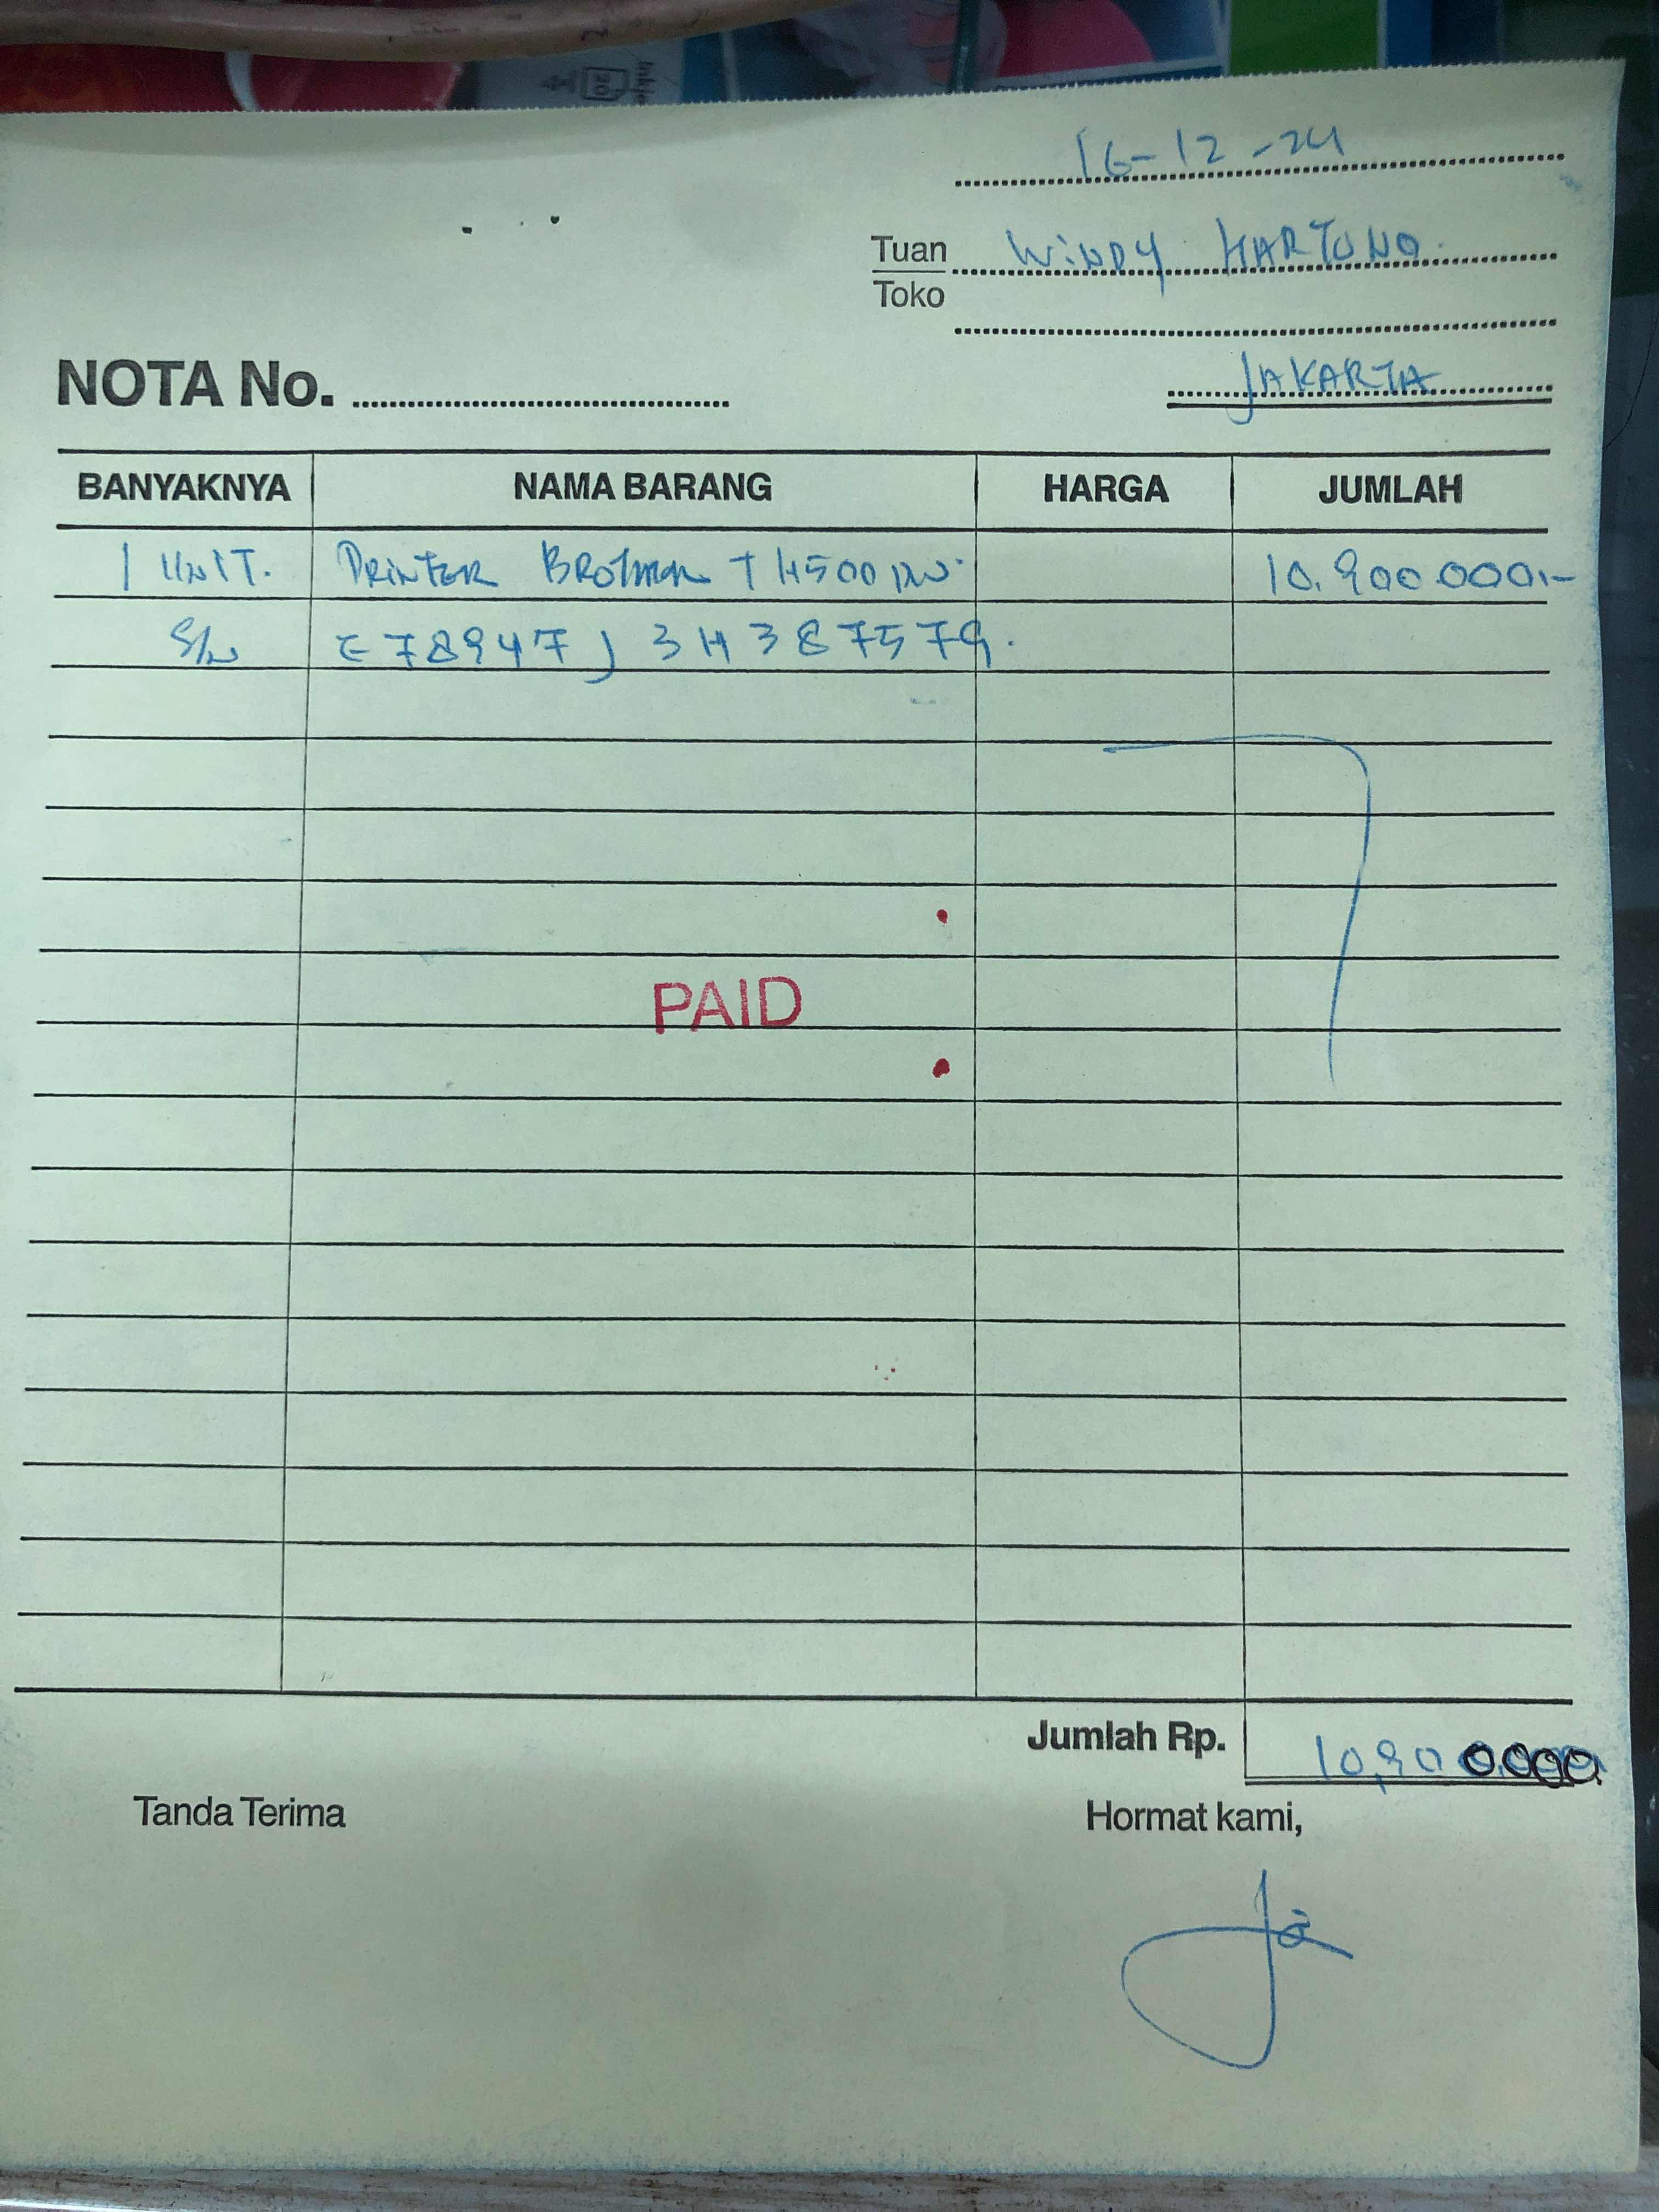 16-12-24
Tuan WINDY HARTONO
Toko
JAKARTA
NOTA No.
BANYAKNYA NAMA BARANG HARGA JUMLAH
1 UNIT. PRINTER BROTHER T4500DW. 10.900.000.-
S/N E78947J3H387579.
PAID
Jumlah Rp. 10,900.000
Tanda Terima Hormat kami,